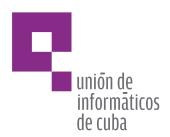 unión de
informáticos
de cuba